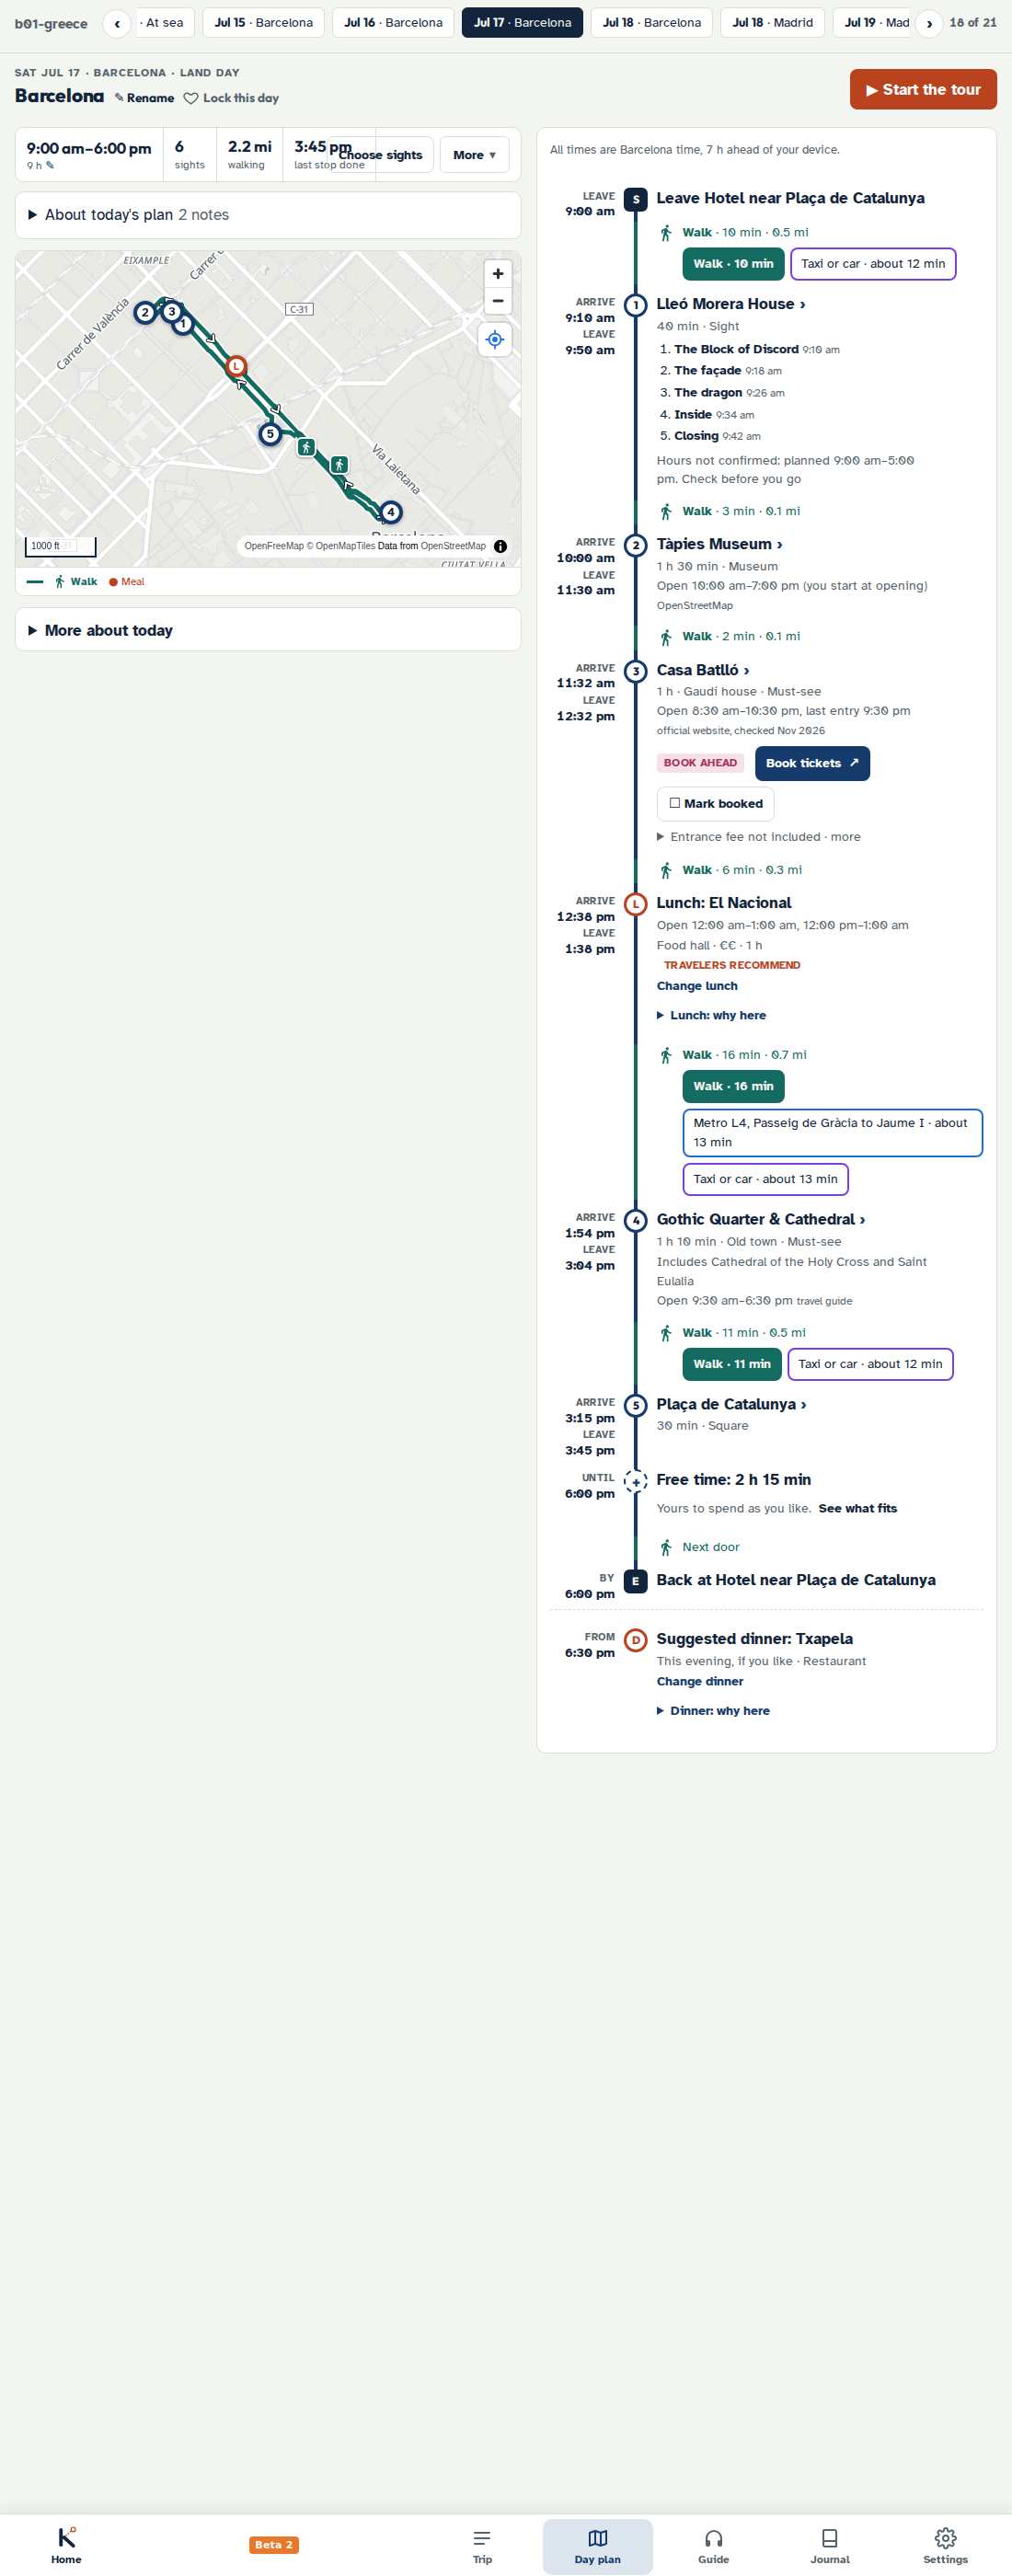 b01-greece
‹
· At sea
Jul 15 · Barcelona
Jul 16 · Barcelona
Jul 17 · Barcelona
Jul 18 · Barcelona
Jul 18 · Madrid
Jul 19 · Mad
›
18 of 21
SAT JUL 17 · BARCELONA · LAND DAY
Barcelona ✎ Rename Lock this day
▶ Start the tour
9:00 am–6:00 pm
9 h ✎
6
sights
2.2 mi
walking
3:45 pm
last stop done
Choose sights
More ▾
▶ About today's plan 2 notes
EIXAMPLE
Carrer de València
C-31
Via Laietana
CIUTAT VELLA
2
3
1
L
5
4
+
−
1000 ft
OpenFreeMap © OpenMapTiles Data from OpenStreetMap
Walk
Meal
▶ More about today
All times are Barcelona time, 7 h ahead of your device.
LEAVE
9:00 am
S
Leave Hotel near Plaça de Catalunya
Walk · 10 min · 0.5 mi
Walk · 10 min
Taxi or car · about 12 min
ARRIVE
9:10 am
LEAVE
9:50 am
1
Lleó Morera House ›
40 min · Sight
1. The Block of Discord 9:10 am
2. The façade 9:18 am
3. The dragon 9:26 am
4. Inside 9:34 am
5. Closing 9:42 am
Hours not confirmed; planned 9:00 am–5:00
pm. Check before you go
Walk · 3 min · 0.1 mi
ARRIVE
10:00 am
LEAVE
11:30 am
2
Tàpies Museum ›
1 h 30 min · Museum
Open 10:00 am–7:00 pm (you start at opening)
OpenStreetMap
Walk · 2 min · 0.1 mi
ARRIVE
11:32 am
LEAVE
12:32 pm
3
Casa Batlló ›
1 h · Gaudí house · Must-see
Open 8:30 am–10:30 pm, last entry 9:30 pm
official website, checked Nov 2026
BOOK AHEAD
Book tickets ↗
☐ Mark booked
▶ Entrance fee not included · more
Walk · 6 min · 0.3 mi
ARRIVE
12:38 pm
LEAVE
1:38 pm
L
Lunch: El Nacional
Open 12:00 am–1:00 am, 12:00 pm–1:00 am
Food hall · €€ · 1 h
TRAVELERS RECOMMEND
Change lunch
▶ Lunch: why here
Walk · 16 min · 0.7 mi
Walk · 16 min
Metro L4, Passeig de Gràcia to Jaume I · about
13 min
Taxi or car · about 13 min
ARRIVE
1:54 pm
LEAVE
3:04 pm
4
Gothic Quarter & Cathedral ›
1 h 10 min · Old town · Must-see
Includes Cathedral of the Holy Cross and Saint
Eulalia
Open 9:30 am–6:30 pm travel guide
Walk · 11 min · 0.5 mi
Walk · 11 min
Taxi or car · about 12 min
ARRIVE
3:15 pm
LEAVE
3:45 pm
5
Plaça de Catalunya ›
30 min · Square
UNTIL
6:00 pm
+
Free time: 2 h 15 min
Yours to spend as you like. See what fits
Next door
BY
6:00 pm
E
Back at Hotel near Plaça de Catalunya
FROM
6:30 pm
D
Suggested dinner: Txapela
This evening, if you like · Restaurant
Change dinner
▶ Dinner: why here
Home
Beta 2
Trip
Day plan
Guide
Journal
Settings